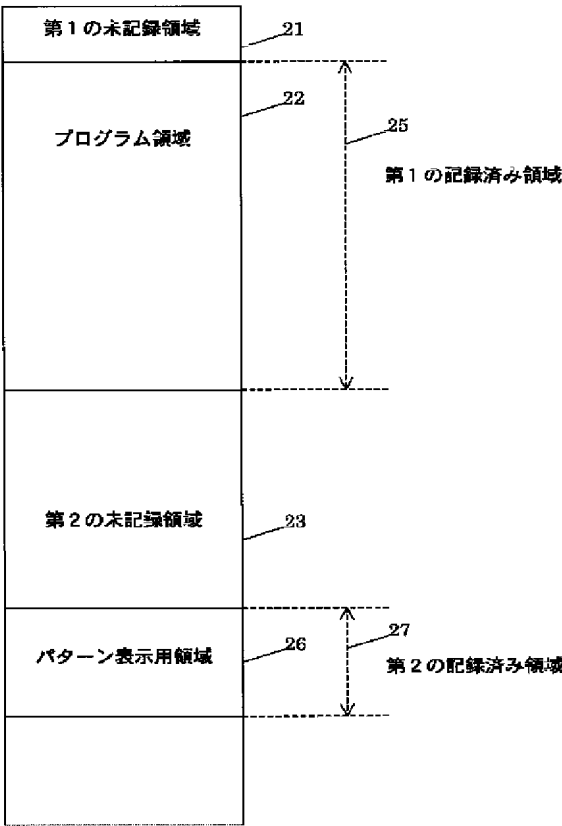 第1の未記録領域
21
22
プログラム領域
25
第1の記録済み領域
第2の未記録領域
23
パターン表示用領域
26
27
第2の記録済み領域